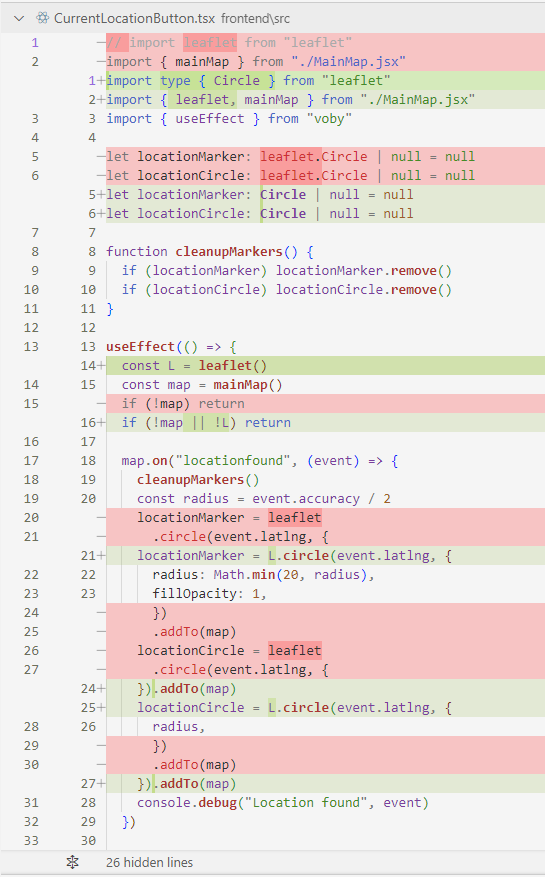 CurrentLocationButton.tsx frontend\src
1 −// import leaflet from "leaflet"
2 −import { mainMap } from "./MainMap.jsx"
1+import type { Circle } from "leaflet"
2+import { leaflet, mainMap } from "./MainMap.jsx"
3 3 import { useEffect } from "voby"
4 4
5 −let locationMarker: leaflet.Circle | null = null
6 −let locationCircle: leaflet.Circle | null = null
5+let locationMarker: Circle | null = null
6+let locationCircle: Circle | null = null
7 7
8 8 function cleanupMarkers() {
9 9 if (locationMarker) locationMarker.remove()
10 10 if (locationCircle) locationCircle.remove()
11 11 }
12 12
13 13 useEffect(() => {
14+ const L = leaflet()
14 15 const map = mainMap()
15 − if (!map) return
16+ if (!map || !L) return
16 17
17 18 map.on("locationfound", (event) => {
18 19 cleanupMarkers()
19 20 const radius = event.accuracy / 2
20 − locationMarker = leaflet
21 − .circle(event.latlng, {
21+ locationMarker = L.circle(event.latlng, {
22 22 radius: Math.min(20, radius),
23 23 fillOpacity: 1,
24 − })
25 − .addTo(map)
26 − locationCircle = leaflet
27 − .circle(event.latlng, {
24+ }).addTo(map)
25+ locationCircle = L.circle(event.latlng, {
28 26 radius,
29 − })
30 − .addTo(map)
27+ }).addTo(map)
31 28 console.debug("Location found", event)
32 29 })
33 30
26 hidden lines